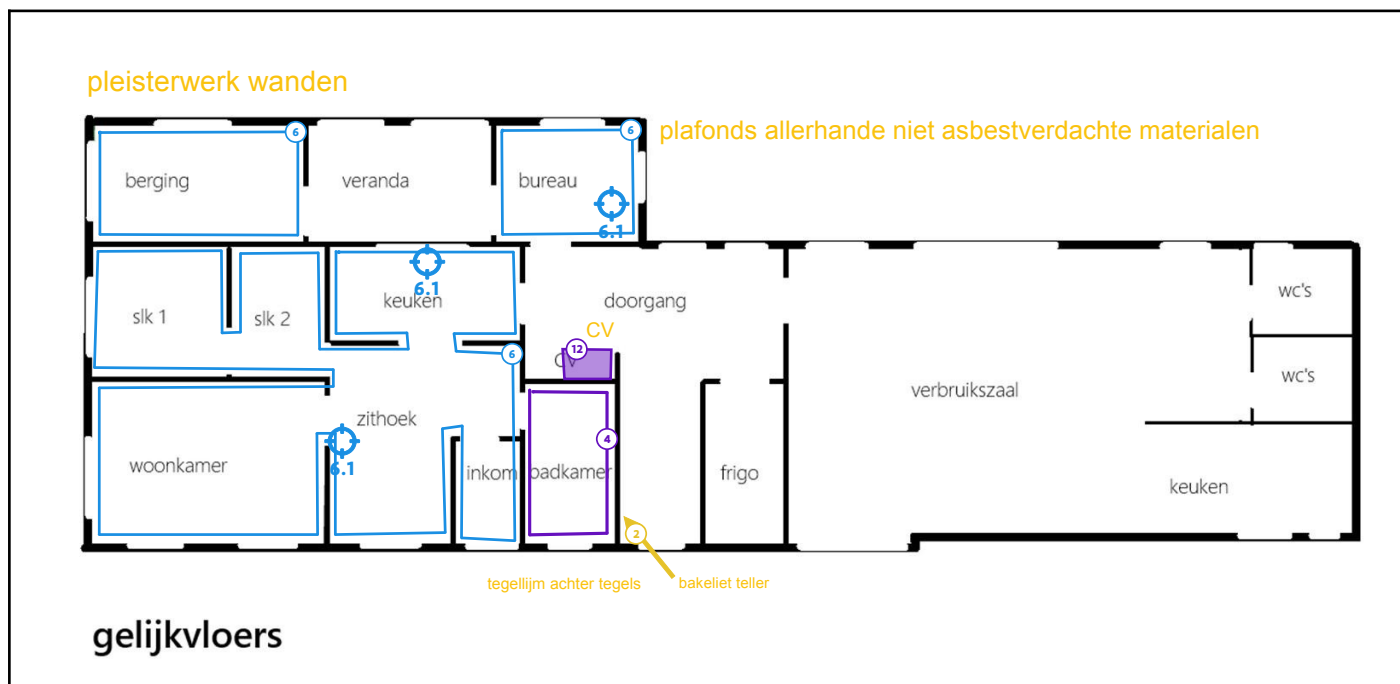 pleisterwerk wanden
plafonds allerhande niet asbestverdachte materialen
6
6
berging
veranda
bureau
6.1
slk 1
slk 2
keuken
6.1
doorgang
wc's
CV
12
CV
6
wc's
verbruikszaal
zithoek
6.1
4
woonkamer
inkom
badkamer
frigo
keuken
2
tegellijm achter tegels
bakeliet teller
gelijkvloers